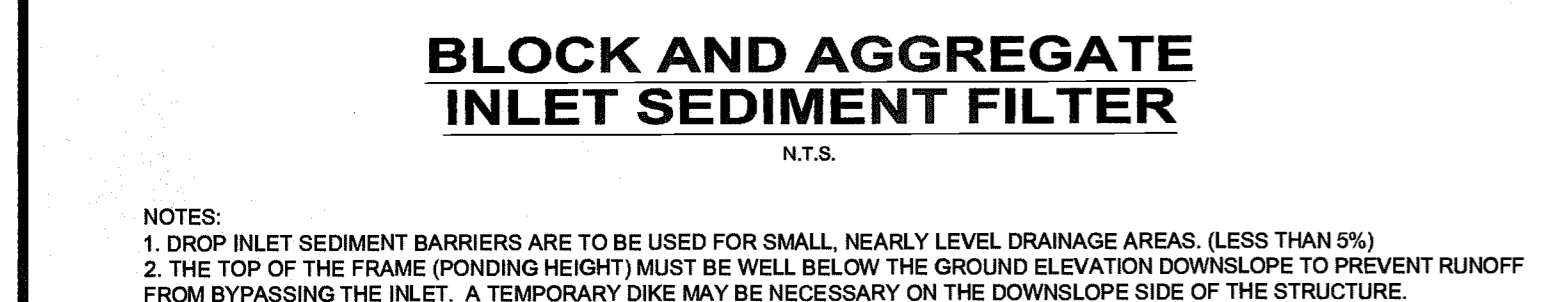 BLOCK AND AGGREGATE
INLET SEDIMENT FILTER
N.T.S.
NOTES:
1. DROP INLET SEDIMENT BARRIERS ARE TO BE USED FOR SMALL, NEARLY LEVEL DRAINAGE AREAS. (LESS THAN 5%)
2. THE TOP OF THE FRAME (PONDING HEIGHT) MUST BE WELL BELOW THE GROUND ELEVATION DOWNSLOPE TO PREVENT RUNOFF
FROM BYPASSING THE INLET. A TEMPORARY DIKE MAY BE NECESSARY ON THE DOWNSLOPE SIDE OF THE STRUCTURE.